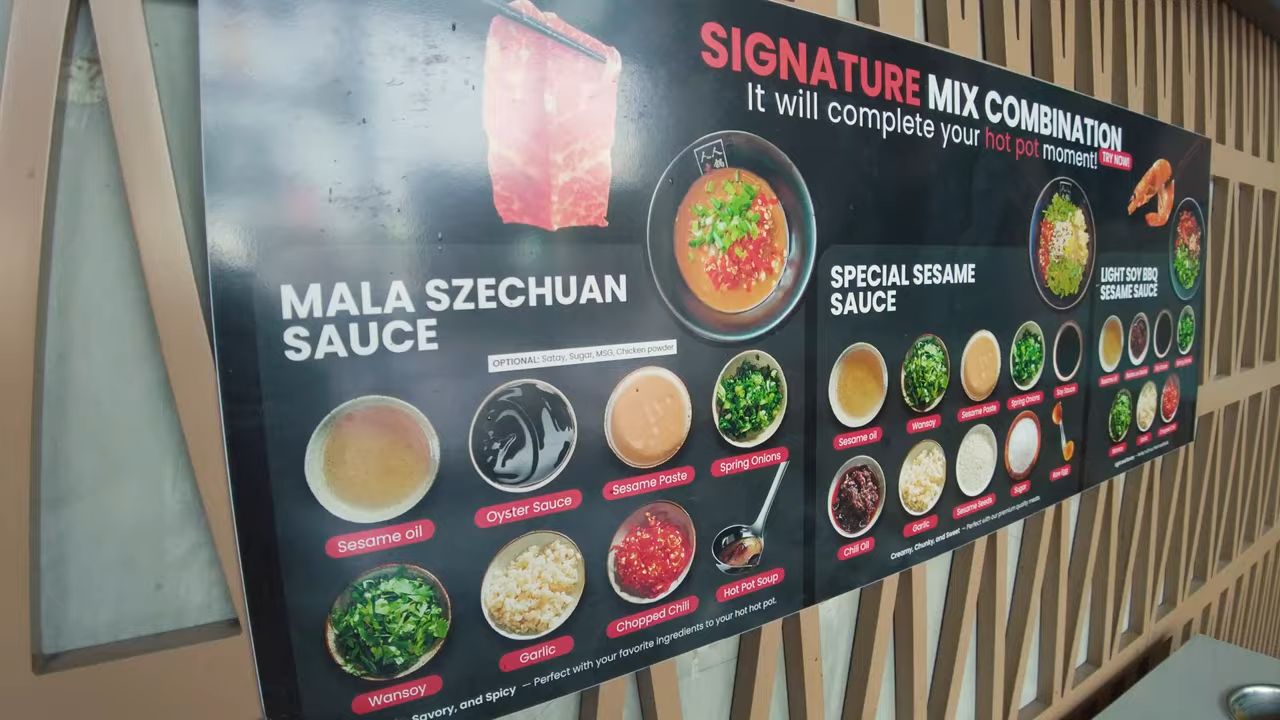 SIGNATURE MIX COMBINATION
It will complete your hot pot moment! TRY NOW!
MALA SZECHUAN
SAUCE
OPTIONAL: Satay, Sugar, MSG, Chicken powder
Sesame oil
Oyster Sauce
Sesame Paste
Spring Onions
Wansoy
Garlic
Chopped Chili
Hot Pot Soup
Savory, and Spicy — Perfect with your favorite ingredients to your hot hot pot.
SPECIAL SESAME
SAUCE
Sesame oil
Wansoy
Sesame Paste
Spring Onions
Soy Sauce
Chili Oil
Garlic
Sesame Seeds
Sugar
Raw Egg
Creamy, Chunky, and Sweet — Perfect with our premium quality meats.
LIGHT SOY BBQ
SESAME SAUCE
Sesame oil